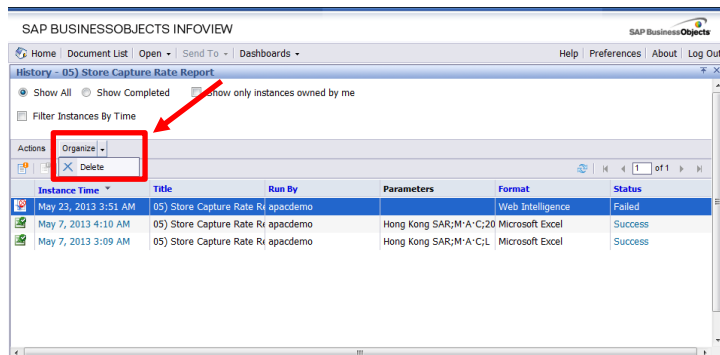 SAP BUSINESSOBJECTS INFOVIEW
SAP BusinessObjects
Home Document List Open Send To Dashboards Help Preferences About Log Out
History - 05) Store Capture Rate Report
Show All Show Completed Show only instances owned by me
Filter Instances By Time
Actions Organize
Delete
1 of 1
Instance Time Title Run By Parameters Format Status
May 23, 2013 3:51 AM 05) Store Capture Rate Re apacdemo Web Intelligence Failed
May 7, 2013 4:10 AM 05) Store Capture Rate Re apacdemo Hong Kong SAR;M·A·C;20 Microsoft Excel Success
May 7, 2013 3:09 AM 05) Store Capture Rate Re apacdemo Hong Kong SAR;M·A·C;L Microsoft Excel Success